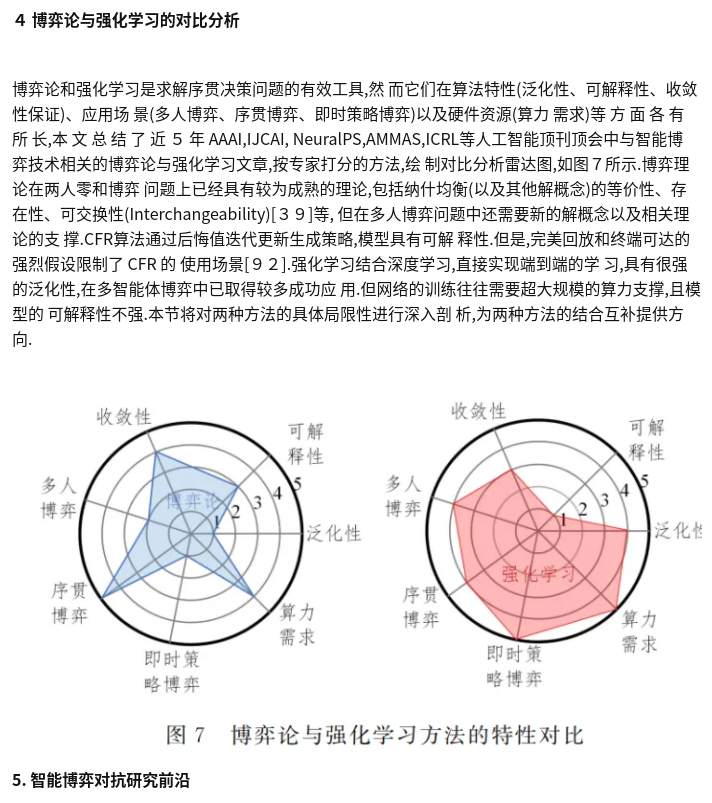 ４ 博弈论与强化学习的对比分析
博弈论和强化学习是求解序贯决策问题的有效工具,然 而它们在算法特性(泛化性、可解释性、收敛
性保证)、应用场 景(多人博弈、序贯博弈、即时策略博弈)以及硬件资源(算力 需求)等 方 面 各 有
所 长,本 文 总 结 了 近 ５ 年 AAAI,IJCAI, NeuralPS,AMMAS,ICRL等人工智能顶刊顶会中与智能博
弈技术相关的博弈论与强化学习文章,按专家打分的方法,绘 制对比分析雷达图,如图７所示.博弈理
论在两人零和博弈 问题上已经具有较为成熟的理论,包括纳什均衡(以及其他解概念)的等价性、存
在性、可交换性(Interchangeability)[３９]等, 但在多人博弈问题中还需要新的解概念以及相关理
论的支 撑.CFR算法通过后悔值迭代更新生成策略,模型具有可解 释性.但是,完美回放和终端可达的
强烈假设限制了 CFR 的 使用场景[９２].强化学习结合深度学习,直接实现端到端的学 习,具有很强
的泛化性,在多智能体博弈中已取得较多成功应 用.但网络的训练往往需要超大规模的算力支撑,且模
型的 可解释性不强.本节将对两种方法的具体局限性进行深入剖 析,为两种方法的结合互补提供方
向.
收敛性
可解
释性
多人
博弈
博弈论
1 2 3 4 5
泛化性
序贯
博弈
算力
需求
即时策
略博弈
收敛性
可解
释性
多人
博弈
1 2 3 4 5
泛化性
强化学习
序贯
博弈
算力
需求
即时策
略博弈
图 7 博弈论与强化学习方法的特性对比
5. 智能博弈对抗研究前沿